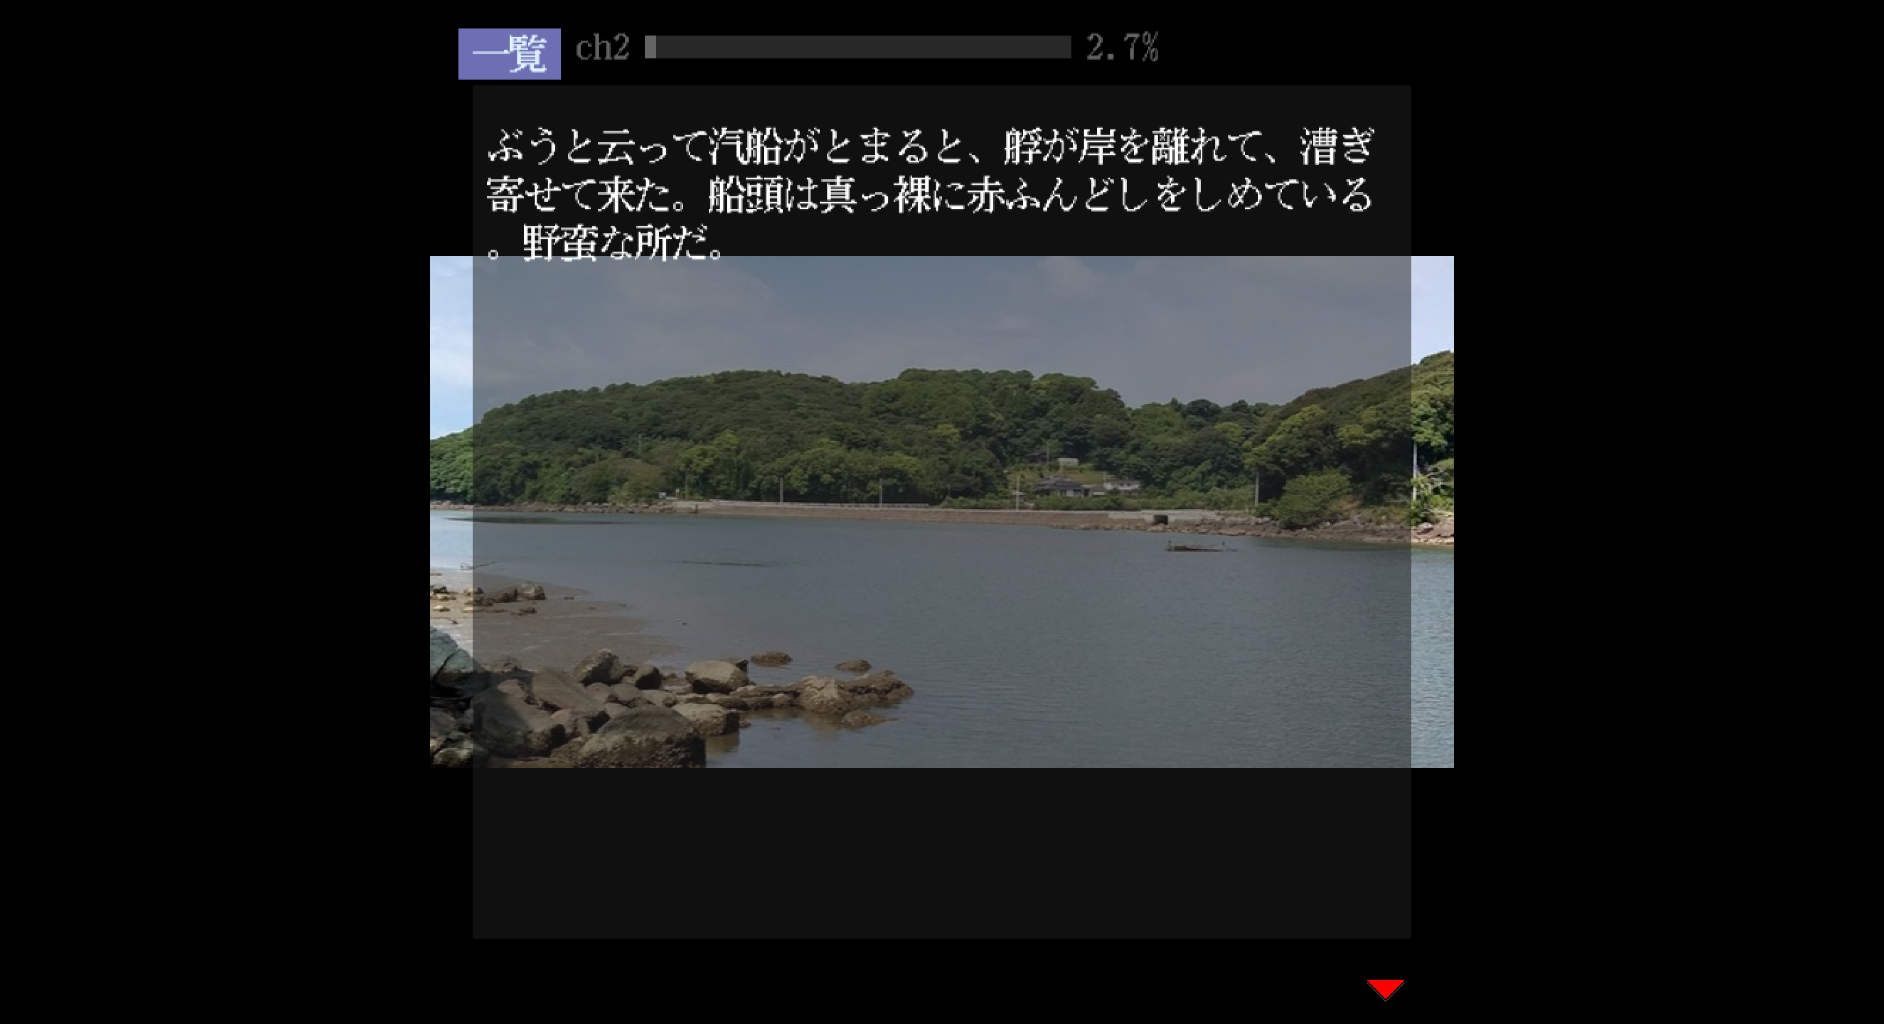 一覧 ch2 2.7%
ぶうと云って汽船がとまると、艀が岸を離れて、漕ぎ
寄せて来た。船頭は真っ裸に赤ふんどしをしめている
。野蛮な所だ。